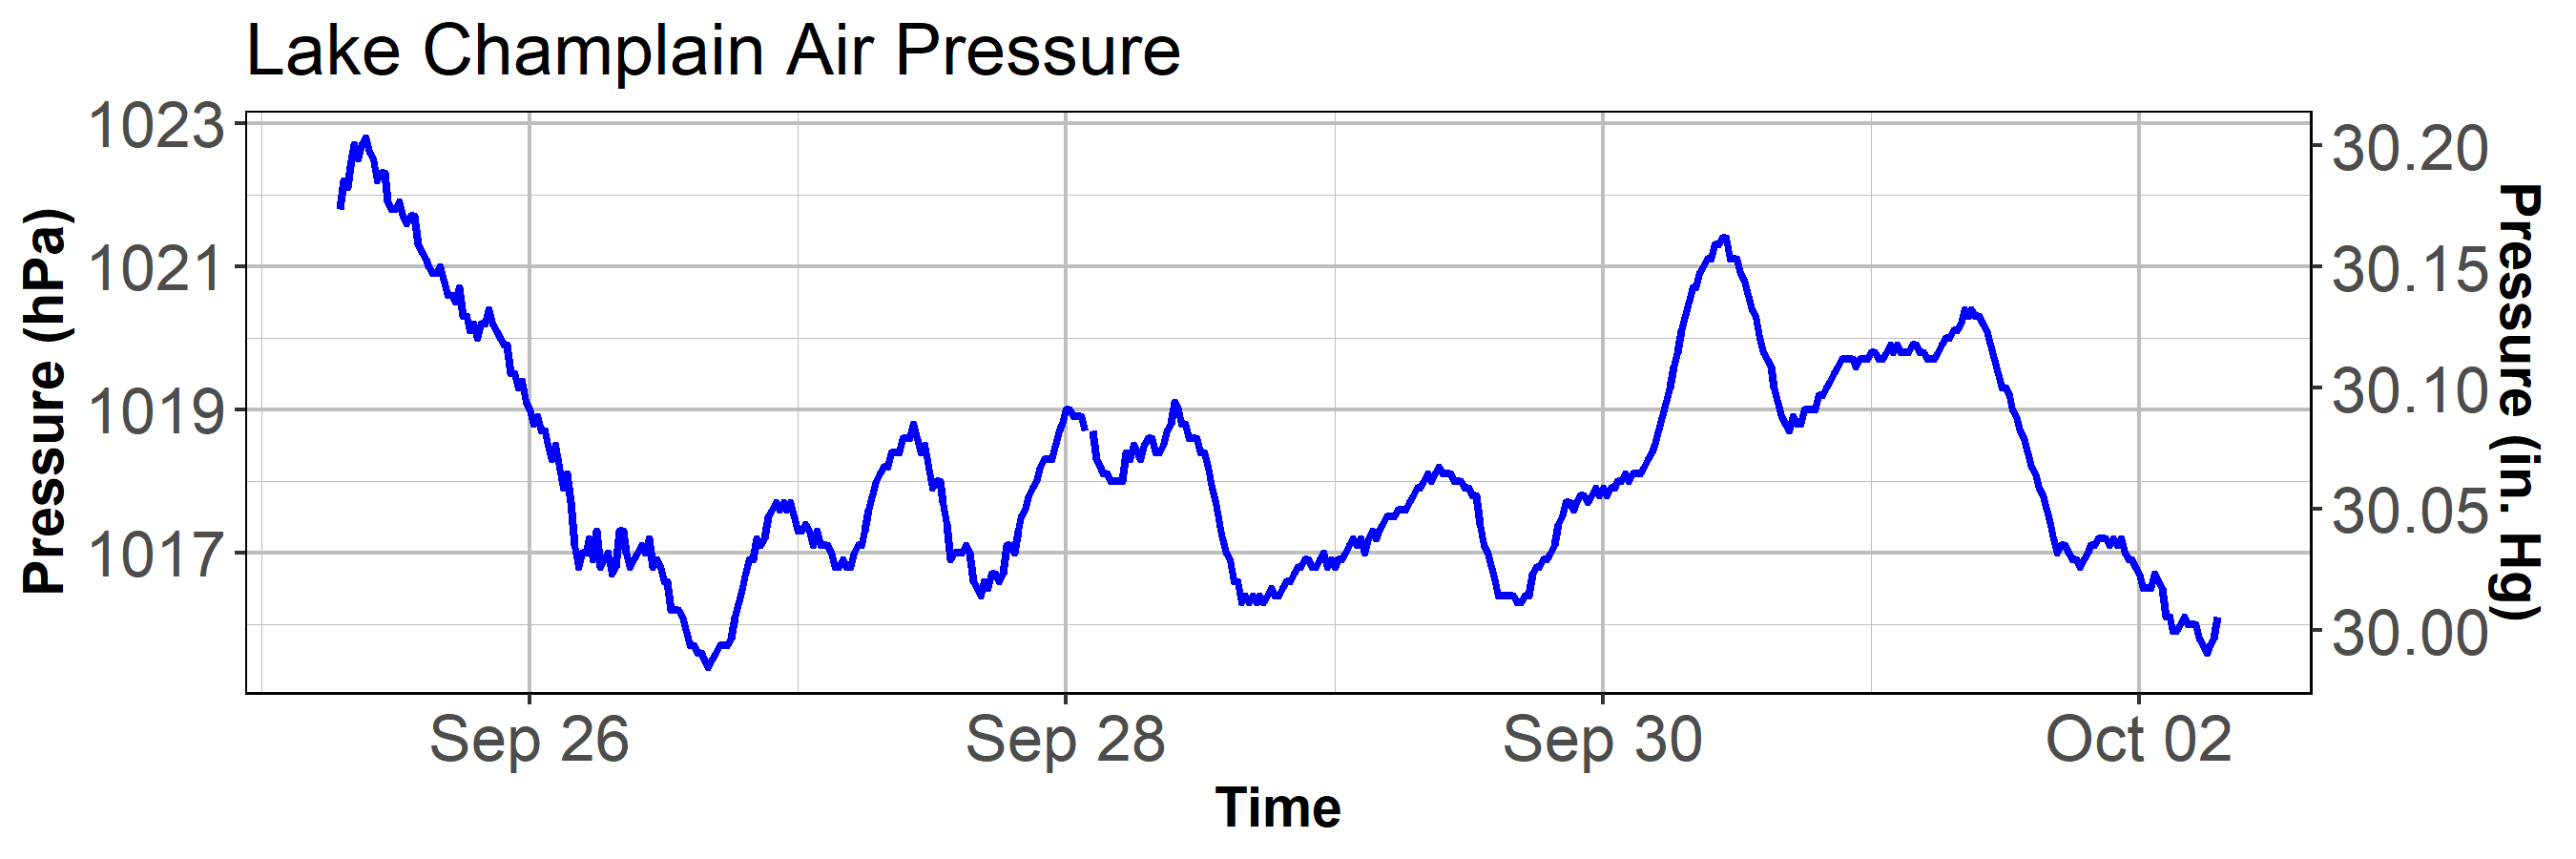 Lake Champlain Air Pressure
Pressure (hPa)
1023
1021
1019
1017
30.20
30.15
30.10
30.05
30.00
Pressure (in. Hg)
Sep 26
Sep 28
Sep 30
Oct 02
Time